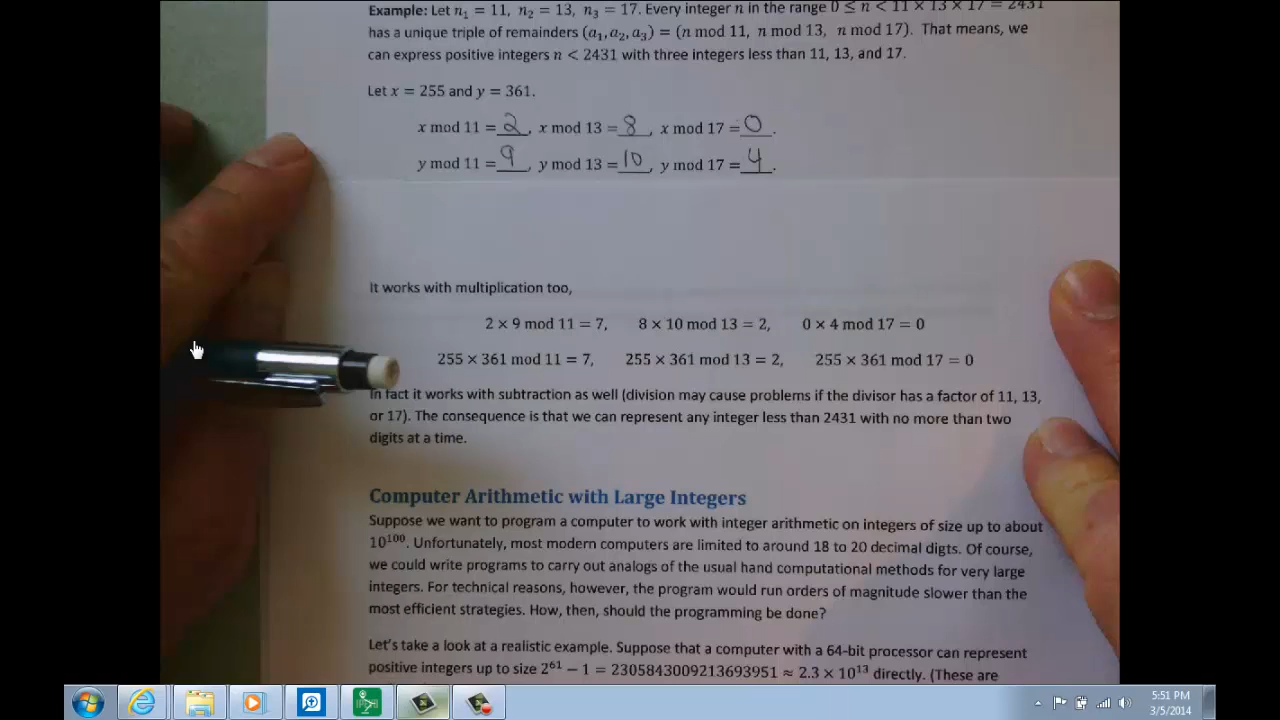 Example: Let n₁ = 11, n₂ = 13, n₃ = 17. Every integer n in the range 0 ≤ n < 11 × 13 × 17 = 2431
has a unique triple of remainders (a₁, a₂, a₃) = (n mod 11, n mod 13, n mod 17). That means, we
can express positive integers n < 2431 with three integers less than 11, 13, and 17.
Let x = 255 and y = 361.
x mod 11 = 2, x mod 13 = 8, x mod 17 = 0.
y mod 11 = 9, y mod 13 = 10, y mod 17 = 4.
It works with multiplication too,
2 × 9 mod 11 = 7, 8 × 10 mod 13 = 2, 0 × 4 mod 17 = 0
255 × 361 mod 11 = 7, 255 × 361 mod 13 = 2, 255 × 361 mod 17 = 0
In fact it works with subtraction as well (division may cause problems if the divisor has a factor of 11, 13,
or 17). The consequence is that we can represent any integer less than 2431 with no more than two
digits at a time.
Computer Arithmetic with Large Integers
Suppose we want to program a computer to work with integer arithmetic on integers of size up to about
10¹⁰⁰. Unfortunately, most modern computers are limited to around 18 to 20 decimal digts. Of course,
we could write programs to carry out analogs of the usual hand computational methods for very large
integers. For technical reasons, however, the program would run orders of magnitude slower than the
most efficient strategies. How, then, should the programming be done?
Let's take a look at a realistic example. Suppose that a computer with a 64-bit processor can represent
positive integers up to size 2⁶¹ − 1 = 2305843009213693951 ≈ 2.3 × 10¹³ directly. (These are
5:51 PM
3/5/2014